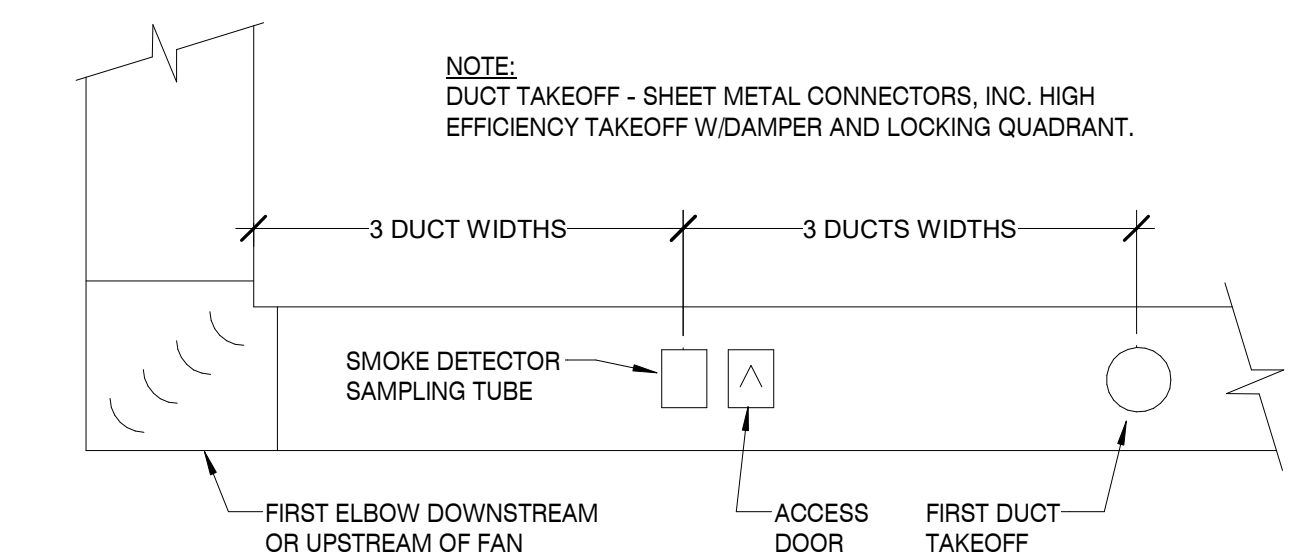 NOTE:
DUCT TAKEOFF - SHEET METAL CONNECTORS, INC. HIGH
EFFICIENCY TAKEOFF W/DAMPER AND LOCKING QUADRANT.
3 DUCT WIDTHS
3 DUCTS WIDTHS
SMOKE DETECTOR
SAMPLING TUBE
FIRST ELBOW DOWNSTREAM
OR UPSTREAM OF FAN
ACCESS
DOOR
FIRST DUCT
TAKEOFF